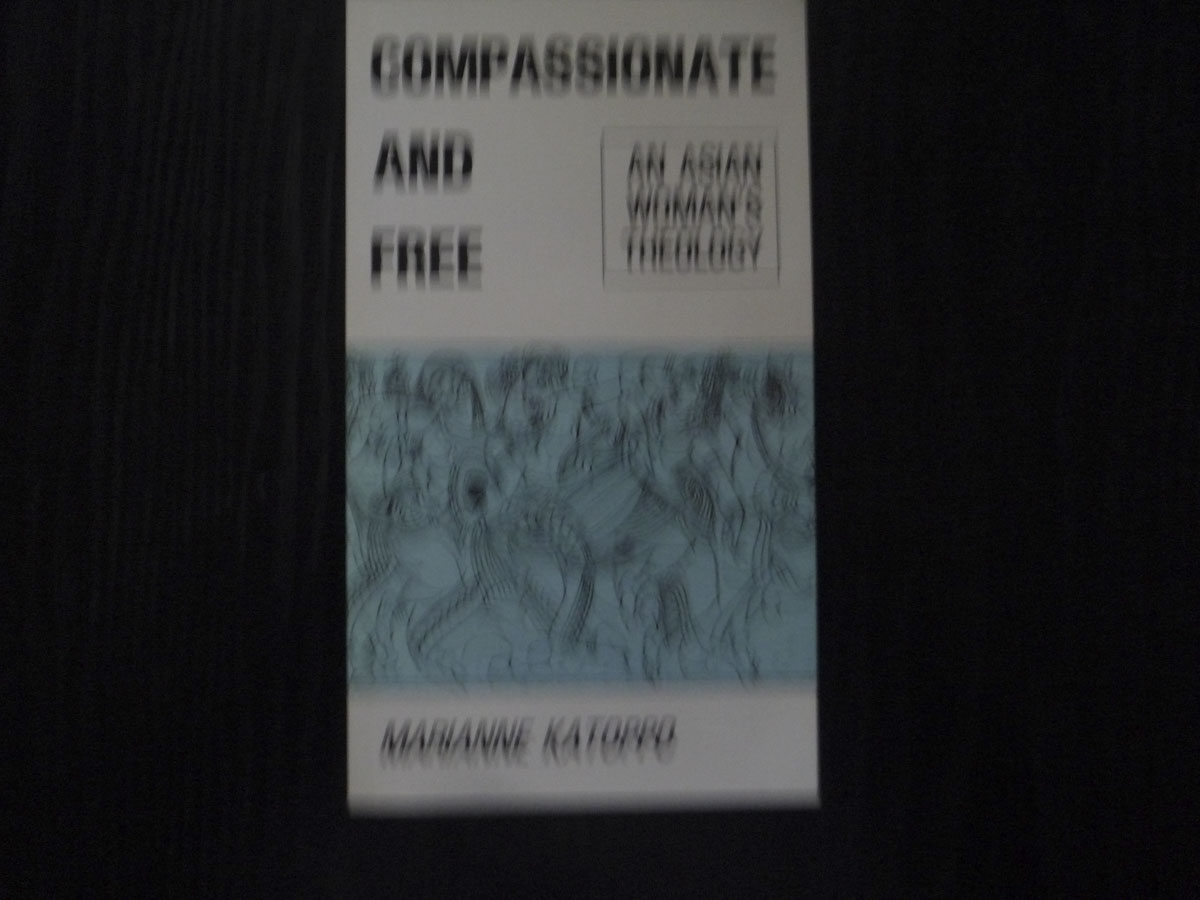 COMPASSIONATE
AND
FREE
AN ASIAN
WOMAN'S
THEOLOGY
MARIANNE KATOPPO